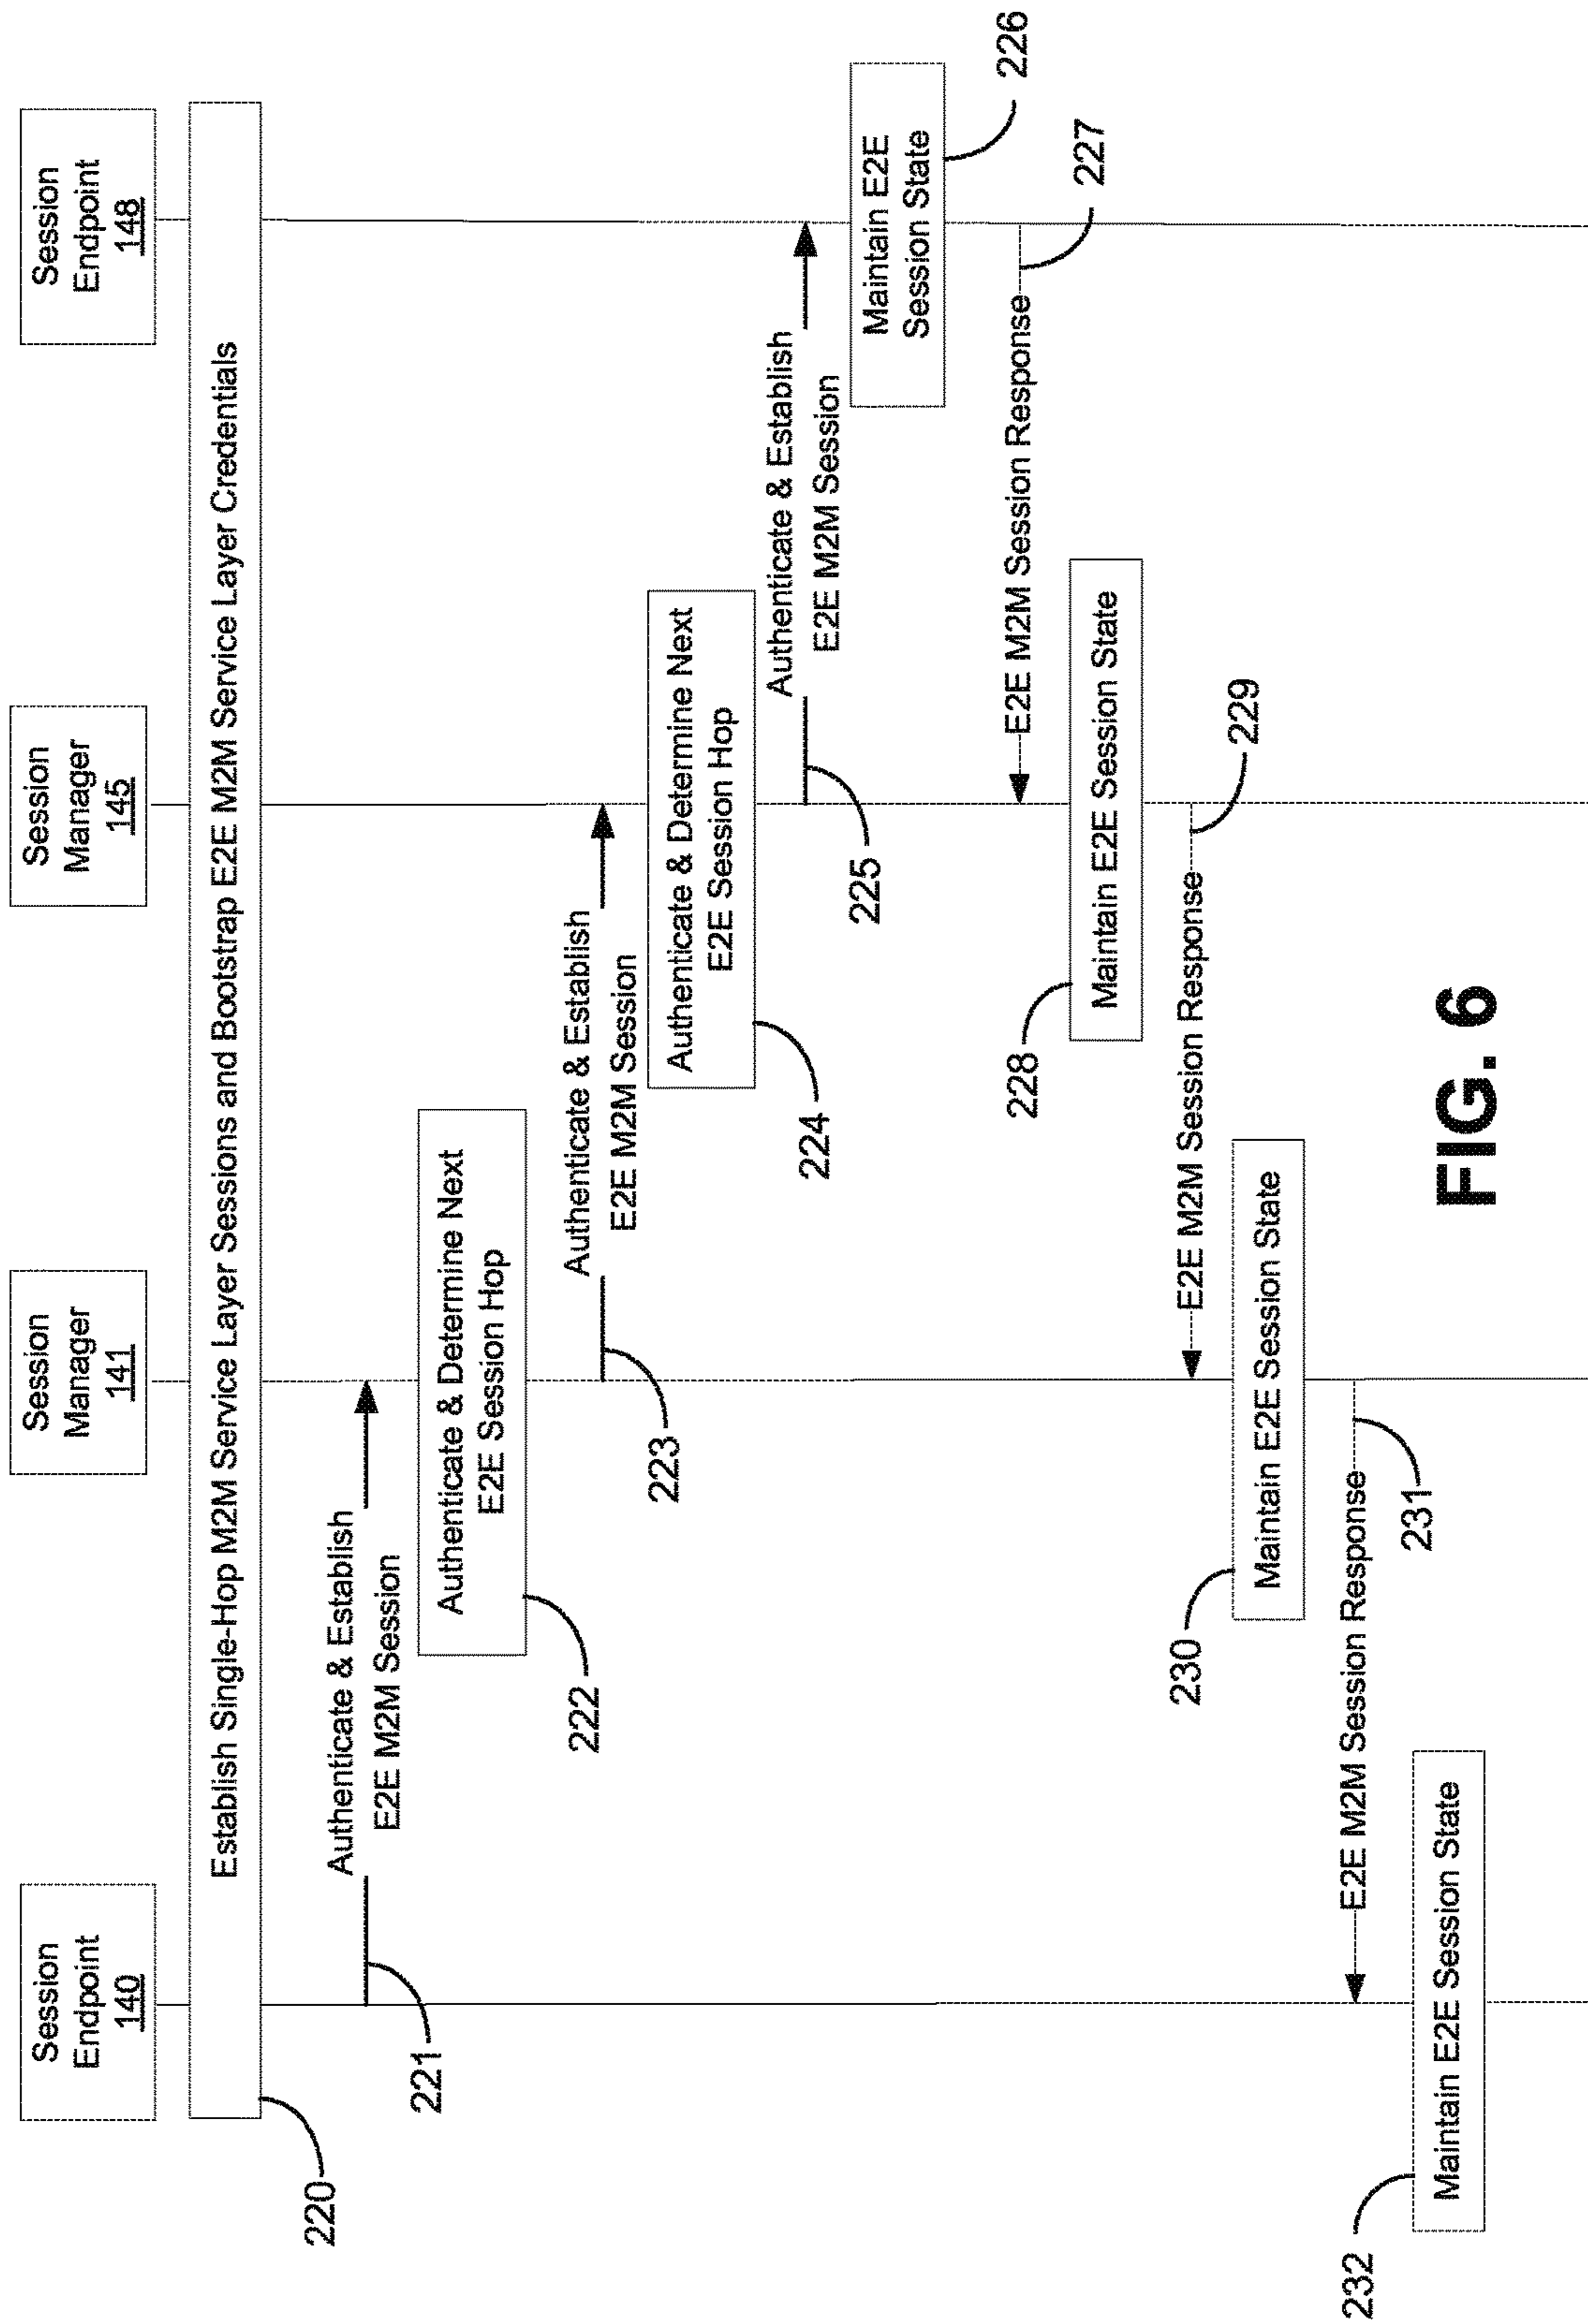 Session
Endpoint
140
Session
Manager
141
Session
Manager
145
Session
Endpoint
148
Establish Single-Hop M2M Service Layer Sessions and Bootstrap E2E M2M Service Layer Credentials
220
Authenticate & Establish
E2E M2M Session
221
Authenticate & Determine Next
E2E Session Hop
222
Authenticate & Establish
E2E M2M Session
223
Authenticate & Determine Next
E2E Session Hop
224
Authenticate & Establish
E2E M2M Session
225
Maintain E2E
Session State
226
E2E M2M Session Response
227
Maintain E2E Session State
228
E2E M2M Session Response
229
Maintain E2E Session State
230
E2E M2M Session Response
231
Maintain E2E Session State
232
FIG. 6